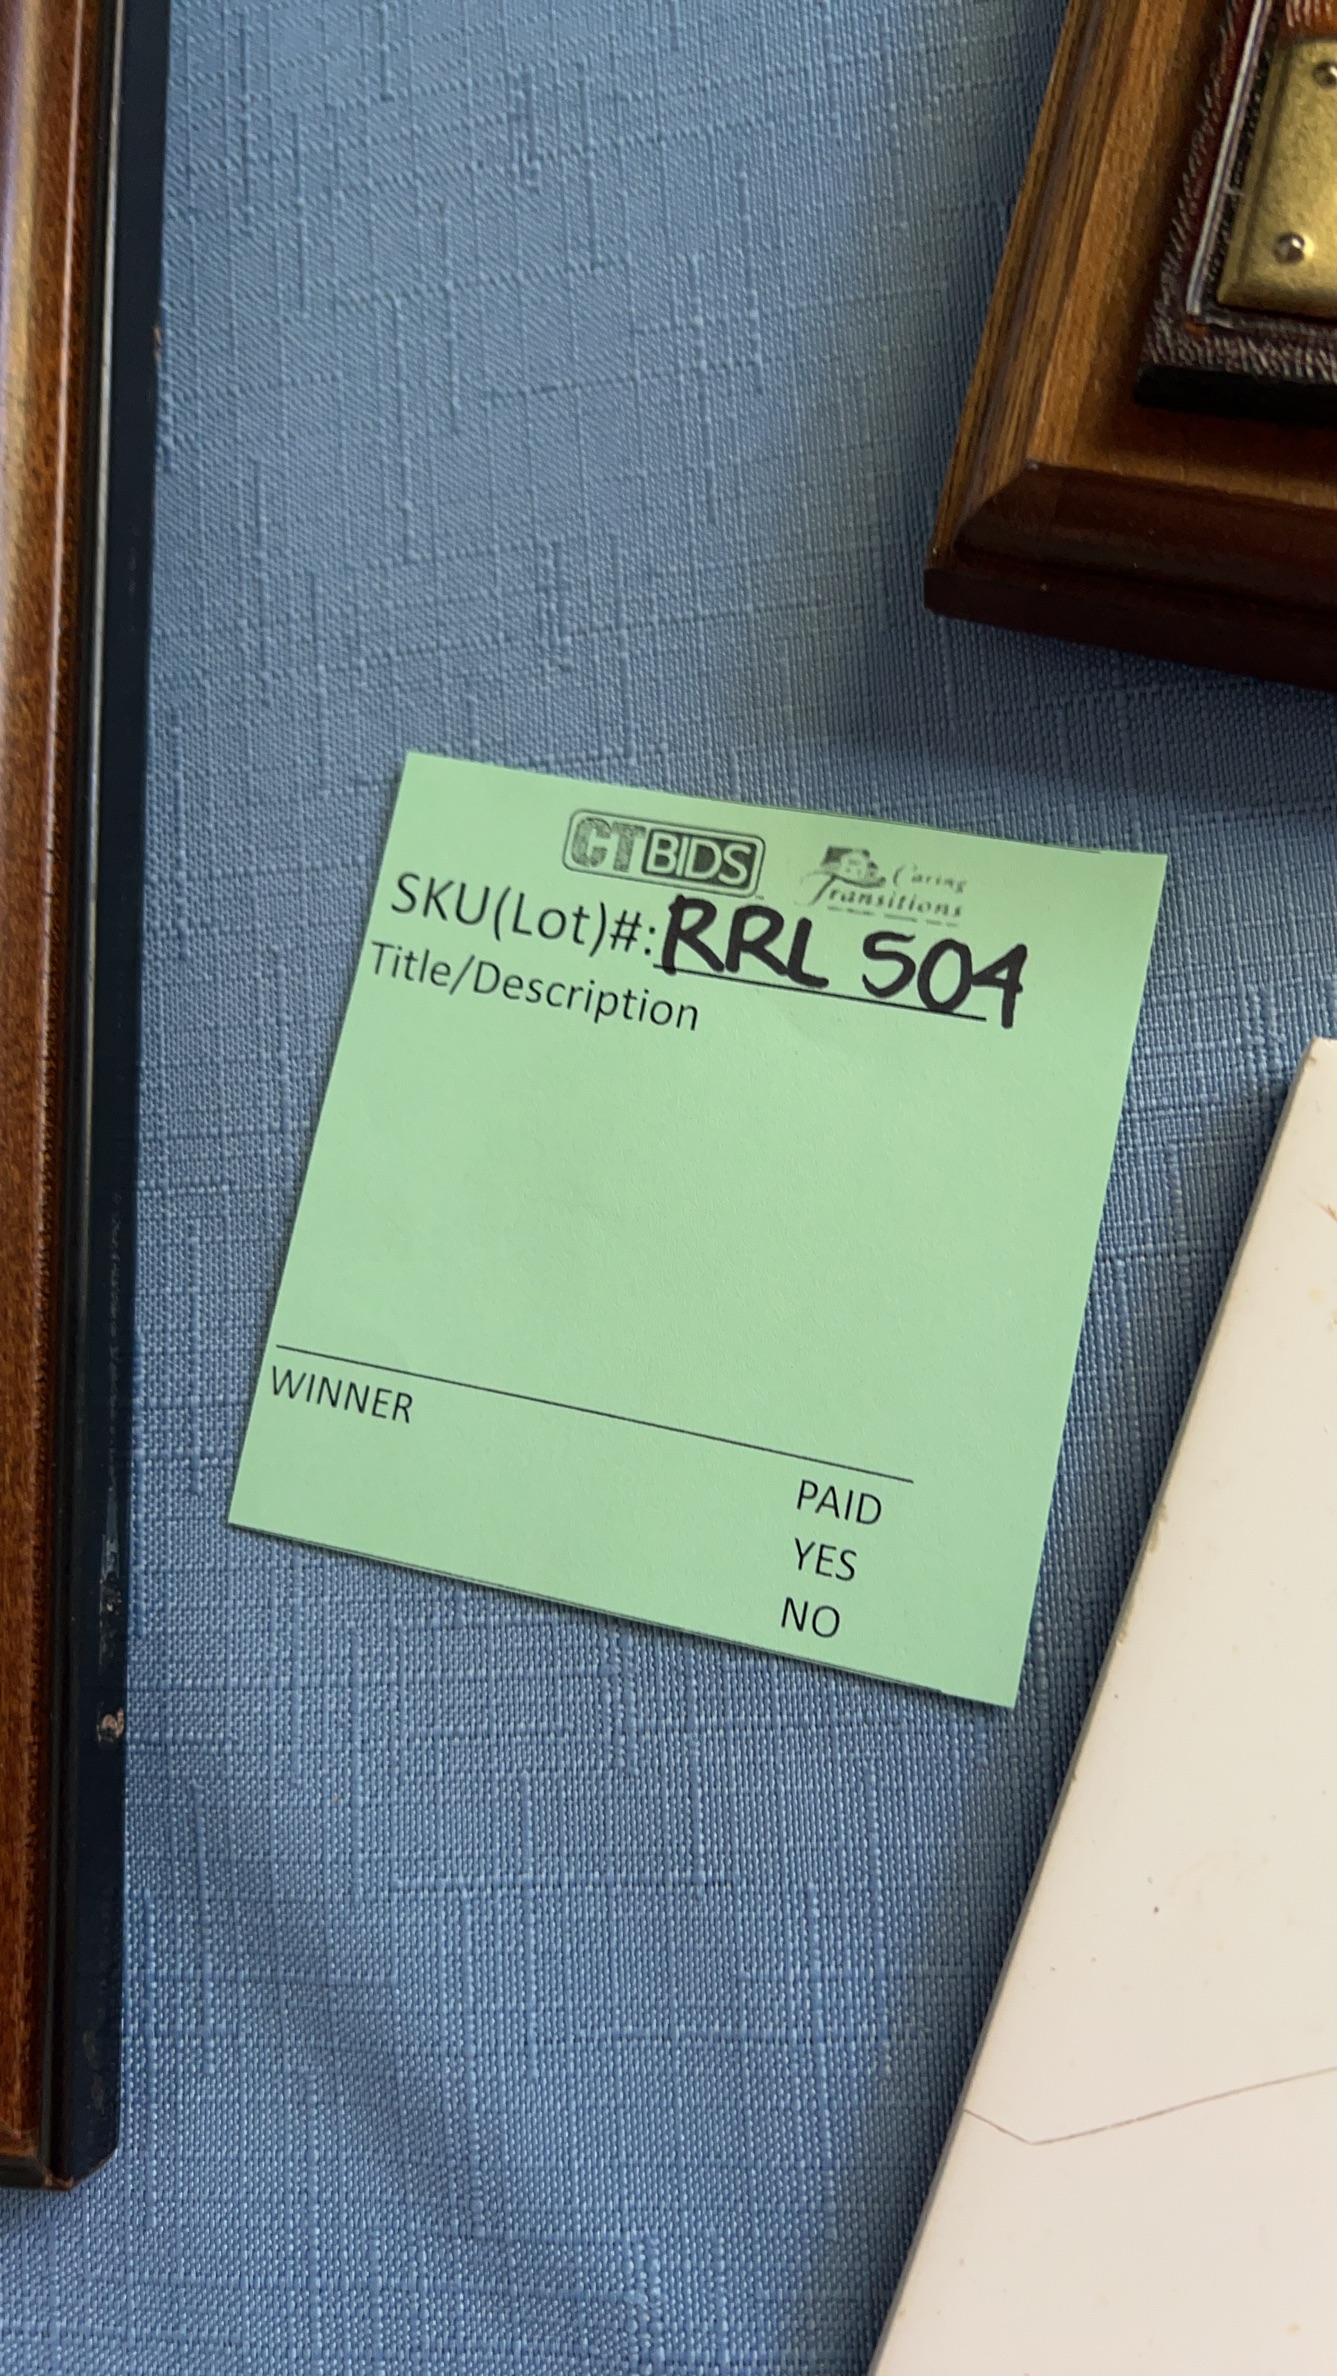 CTBIDS
Caring
Transitions
SKU(Lot)#: RRL 504
Title/Description
WINNER
PAID
YES
NO